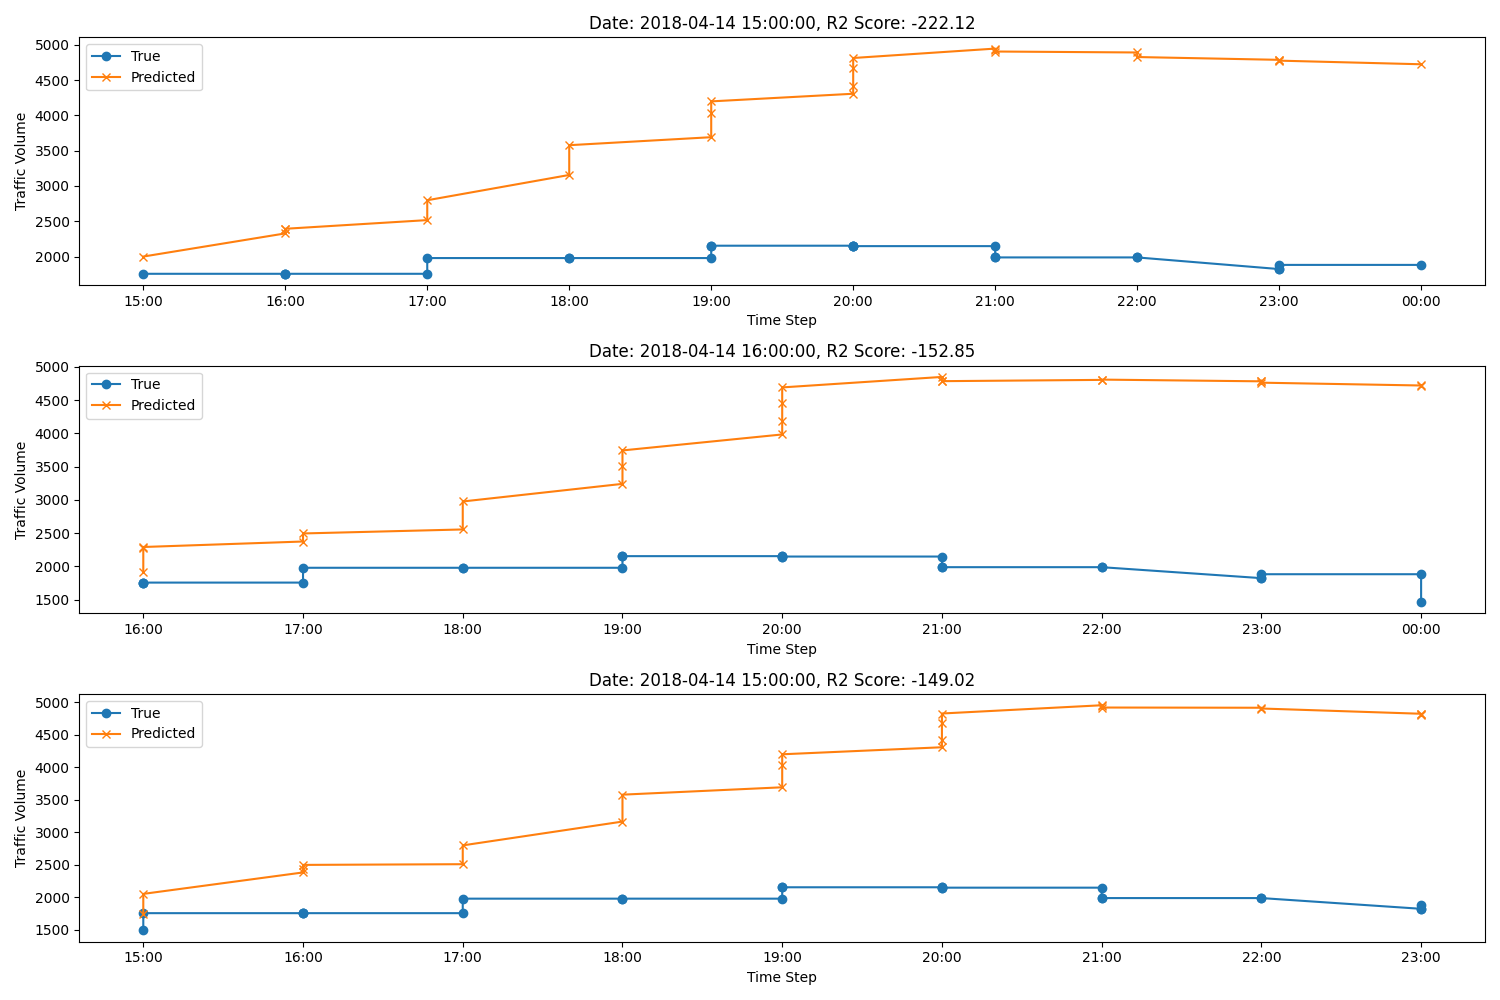 Date: 2018-04-14 15:00:00, R2 Score: -222.12
True
Predicted
Traffic Volume
5000
4500
4000
3500
3000
2500
2000
15:00 16:00 17:00 18:00 19:00 20:00 21:00 22:00 23:00 00:00
Time Step
Date: 2018-04-14 16:00:00, R2 Score: -152.85
True
Predicted
Traffic Volume
5000
4500
4000
3500
3000
2500
2000
1500
16:00 17:00 18:00 19:00 20:00 21:00 22:00 23:00 00:00
Time Step
Date: 2018-04-14 15:00:00, R2 Score: -149.02
True
Predicted
Traffic Volume
5000
4500
4000
3500
3000
2500
2000
1500
15:00 16:00 17:00 18:00 19:00 20:00 21:00 22:00 23:00
Time Step